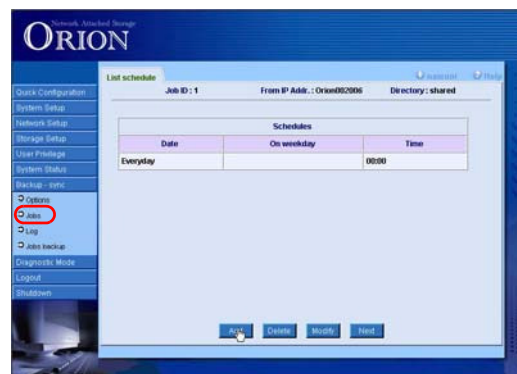 Network Attached Storage
ORION
List schedule
Help
Job ID : 1
From IP Addr. : Orion002006
Directory : shared
Schedules
Date
On weekday
Time
Everyday
00:00
Quick Configuration
System Setup
Network Setup
Storage Setup
User Privilege
System Status
Backup - sync
Options
Jobs
Log
Jobs backup
Diagnostic Mode
Logout
Shutdown
Add
Delete
Modify
Next